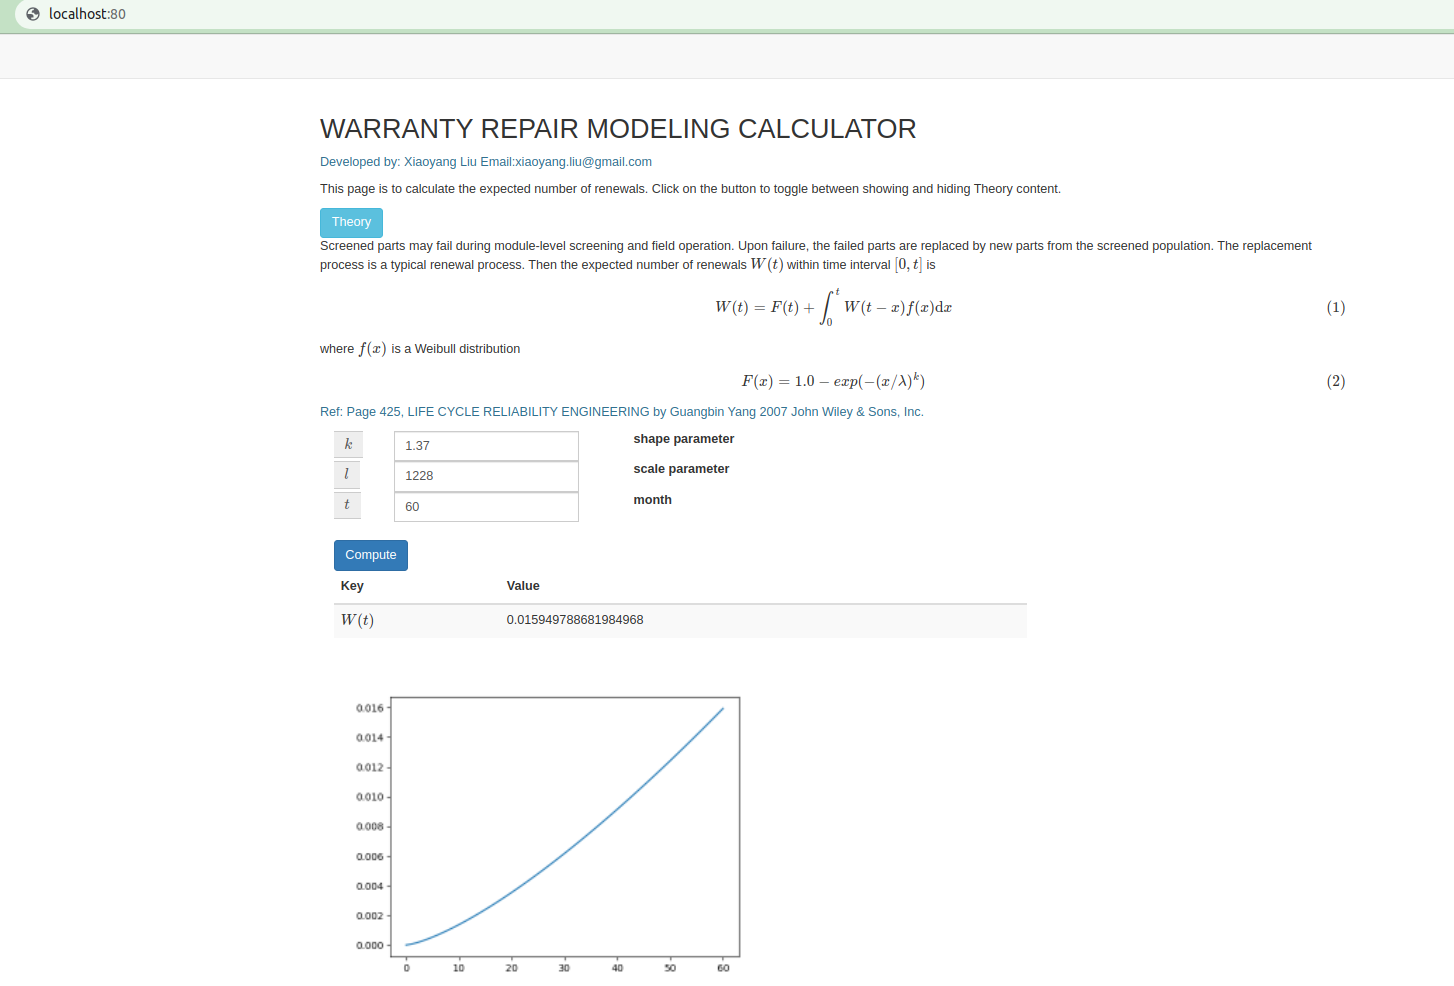 localhost:80
WARRANTY REPAIR MODELING CALCULATOR
Developed by: Xiaoyang Liu Email:xiaoyang.liu@gmail.com
This page is to calculate the expected number of renewals. Click on the button to toggle between showing and hiding Theory content.
Theory
Screened parts may fail during module-level screening and field operation. Upon failure, the failed parts are replaced by new parts from the screened population. The replacement
process is a typical renewal process. Then the expected number of renewals W(t) within time interval [0, t] is
W(t) = F(t) + ∫₀ᵗ W(t − x)f(x)dx (1)
where f(x) is a Weibull distribution
F(x) = 1.0 − exp(−(x/λ)ᵏ) (2)
Ref: Page 425, LIFE CYCLE RELIABILITY ENGINEERING by Guangbin Yang 2007 John Wiley & Sons, Inc.
k 1.37 shape parameter
l 1228 scale parameter
t 60 month
Compute
Key Value
W(t) 0.015949788681984968
0.016
0.014
0.012
0.010
0.008
0.006
0.004
0.002
0.000
0 10 20 30 40 50 60